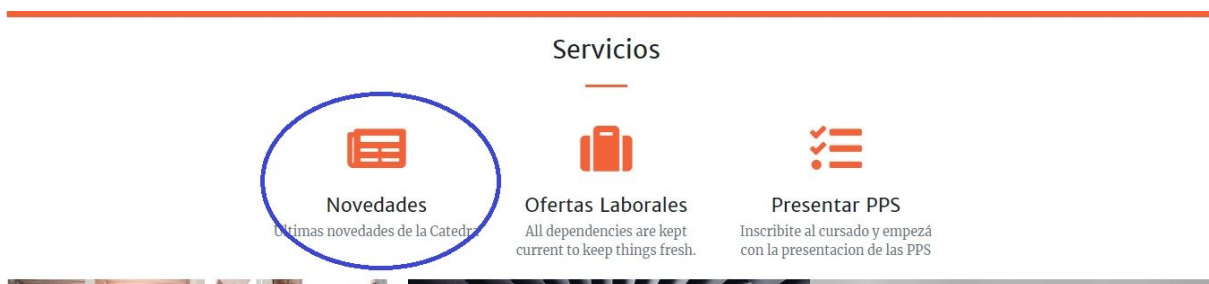 Servicios
Novedades
Ultimas novedades de la Catedra
Ofertas Laborales
All dependencies are kept
current to keep things fresh.
Presentar PPS
Inscribite al cursado y empezá
con la presentacion de las PPS